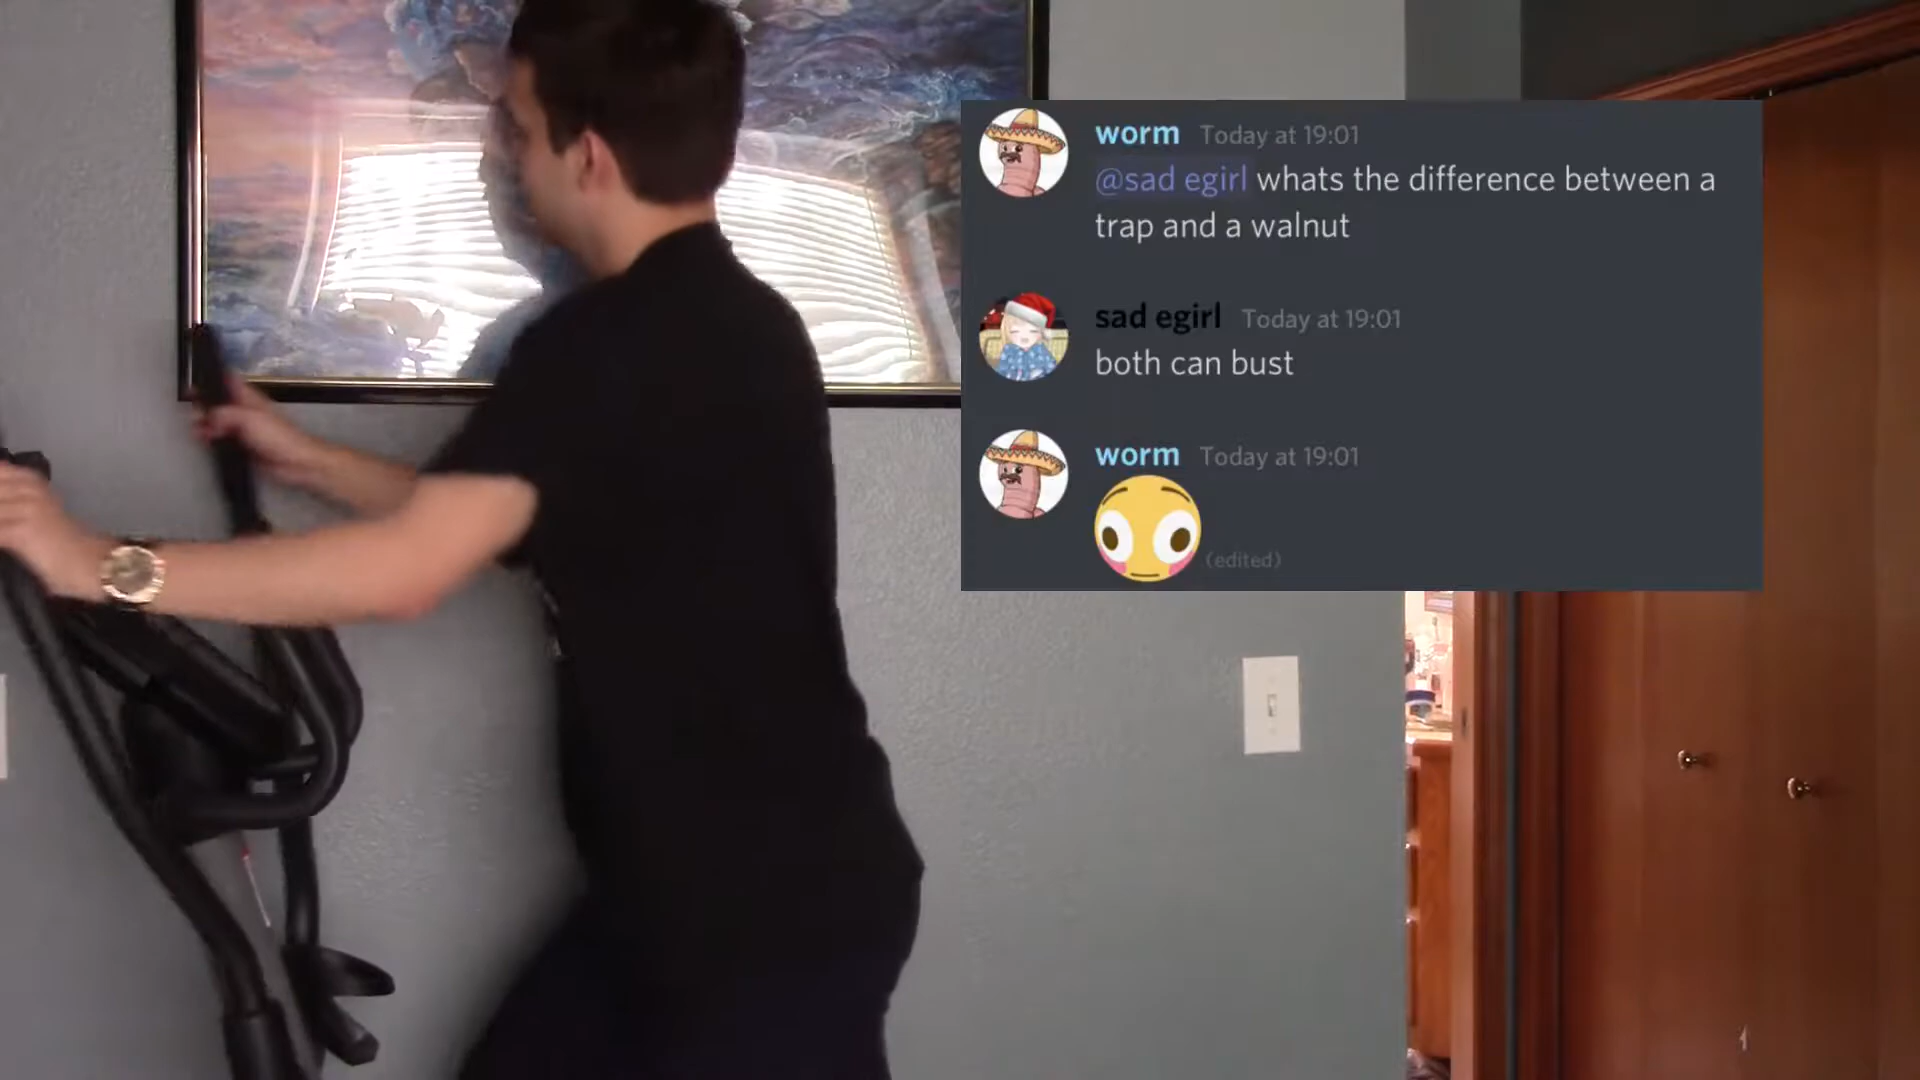 worm Today at 19:01
@sad egirl whats the difference between a
trap and a walnut
sad egirl Today at 19:01
both can bust
worm Today at 19:01
(edited)